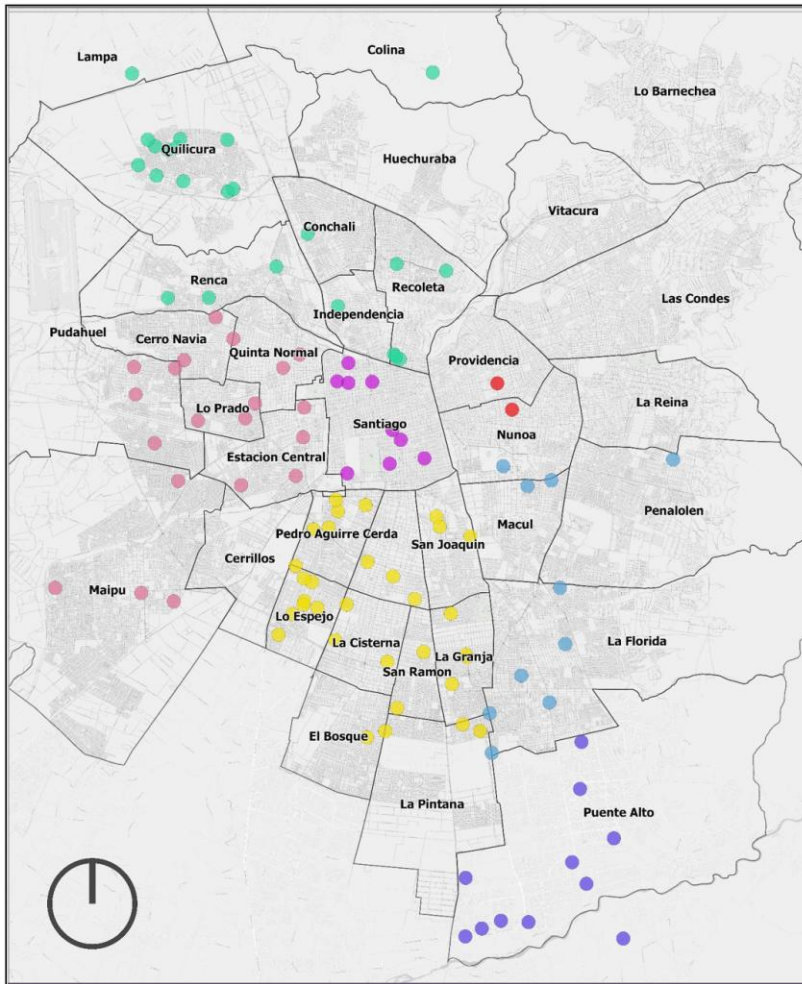 Colina
Lampa
Lo Barnechea
Quilicura
Huechuraba
Vitacura
Conchali
Renca
Recoleta
Las Condes
Independencia
Pudahuel
Cerro Navia
Quinta Normal
Providencia
La Reina
Lo Prado
Santiago
Nunoa
Estacion Central
Penalolen
Macul
Pedro Aguirre Cerda
San Joaquin
Cerrillos
Maipu
Lo Espejo
La Florida
La Cisterna
La Granja
San Ramon
El Bosque
La Pintana
Puente Alto